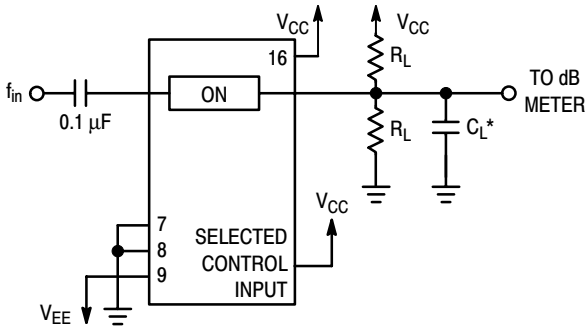 V_CC
V_CC
16
R_L
f_in
ON
TO dB
METER
0.1 μF
R_L
C_L*
V_CC
7
8
9
SELECTED
CONTROL
INPUT
V_EE